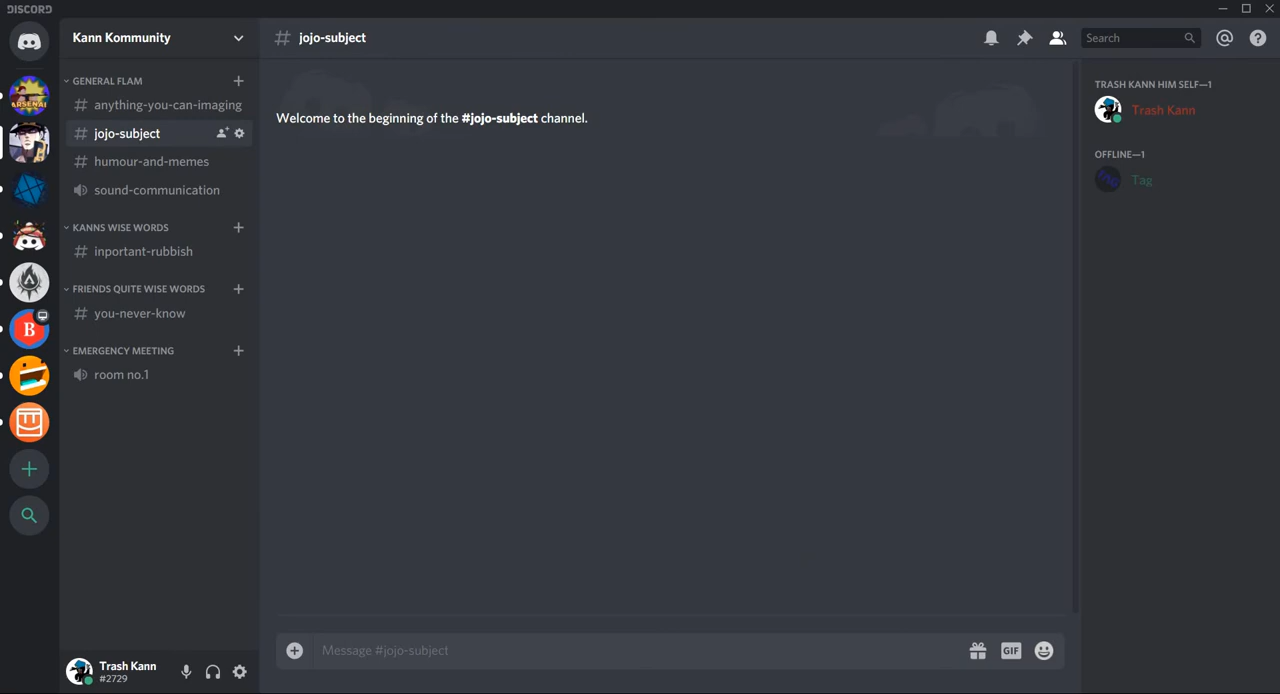 DISCORD
Kann Kommunity
GENERAL FLAM
# anything-you-can-imaging
# jojo-subject
# humour-and-memes
sound-communication
KANNS WISE WORDS
# inportant-rubbish
FRIENDS QUITE WISE WORDS
# you-never-know
EMERGENCY MEETING
room no.1
Trash Kann
#2729
ARSENAL
B
# jojo-subject
Search
Welcome to the beginning of the #jojo-subject channel.
Message #jojo-subject
GIF
TRASH KANN HIM SELF—1
Trash Kann
OFFLINE—1
Tag